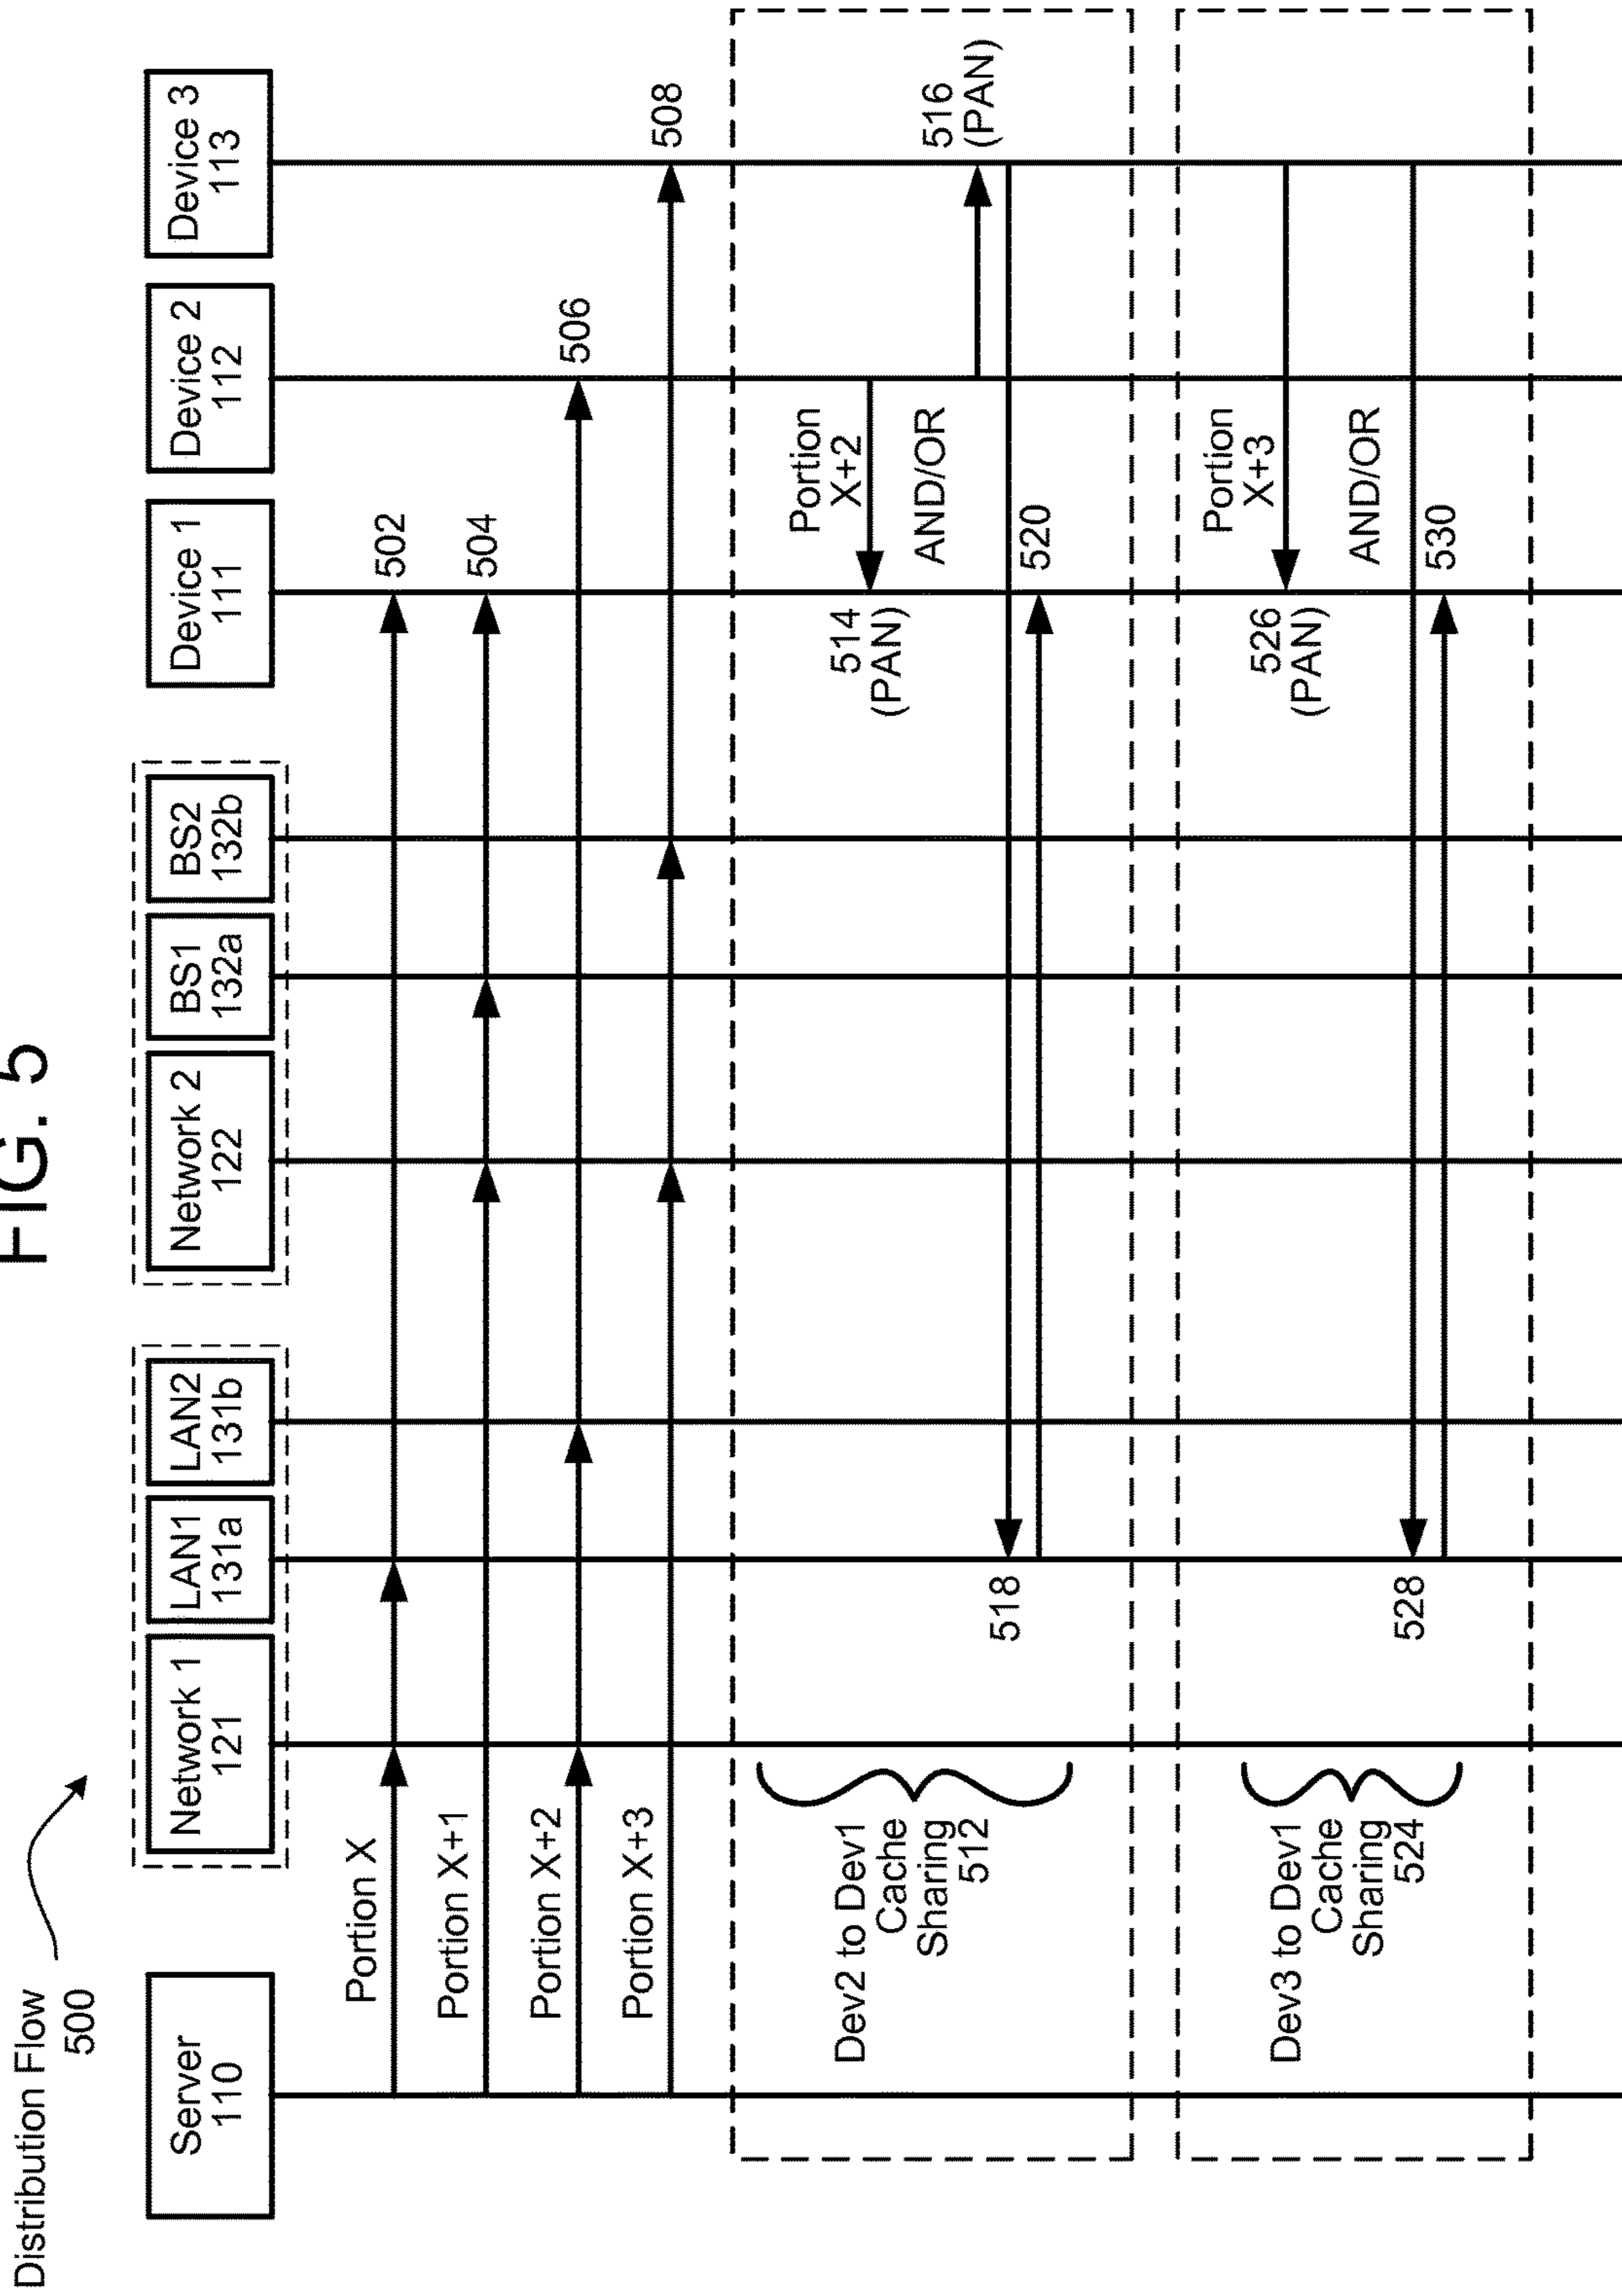 FIG. 5
Distribution Flow
500
Server
110
Network 1
121
LAN1
131a
LAN2
131b
Network 2
122
BS1
132a
BS2
132b
Device 1
111
Device 2
112
Device 3
113
Portion X
502
Portion X+1
504
Portion X+2
506
Portion X+3
508
Dev2 to Dev1
Cache
Sharing
512
514
(PAN)
Portion
X+2
AND/OR
516
(PAN)
518
520
Dev3 to Dev1
Cache
Sharing
524
526
(PAN)
Portion
X+3
AND/OR
528
530